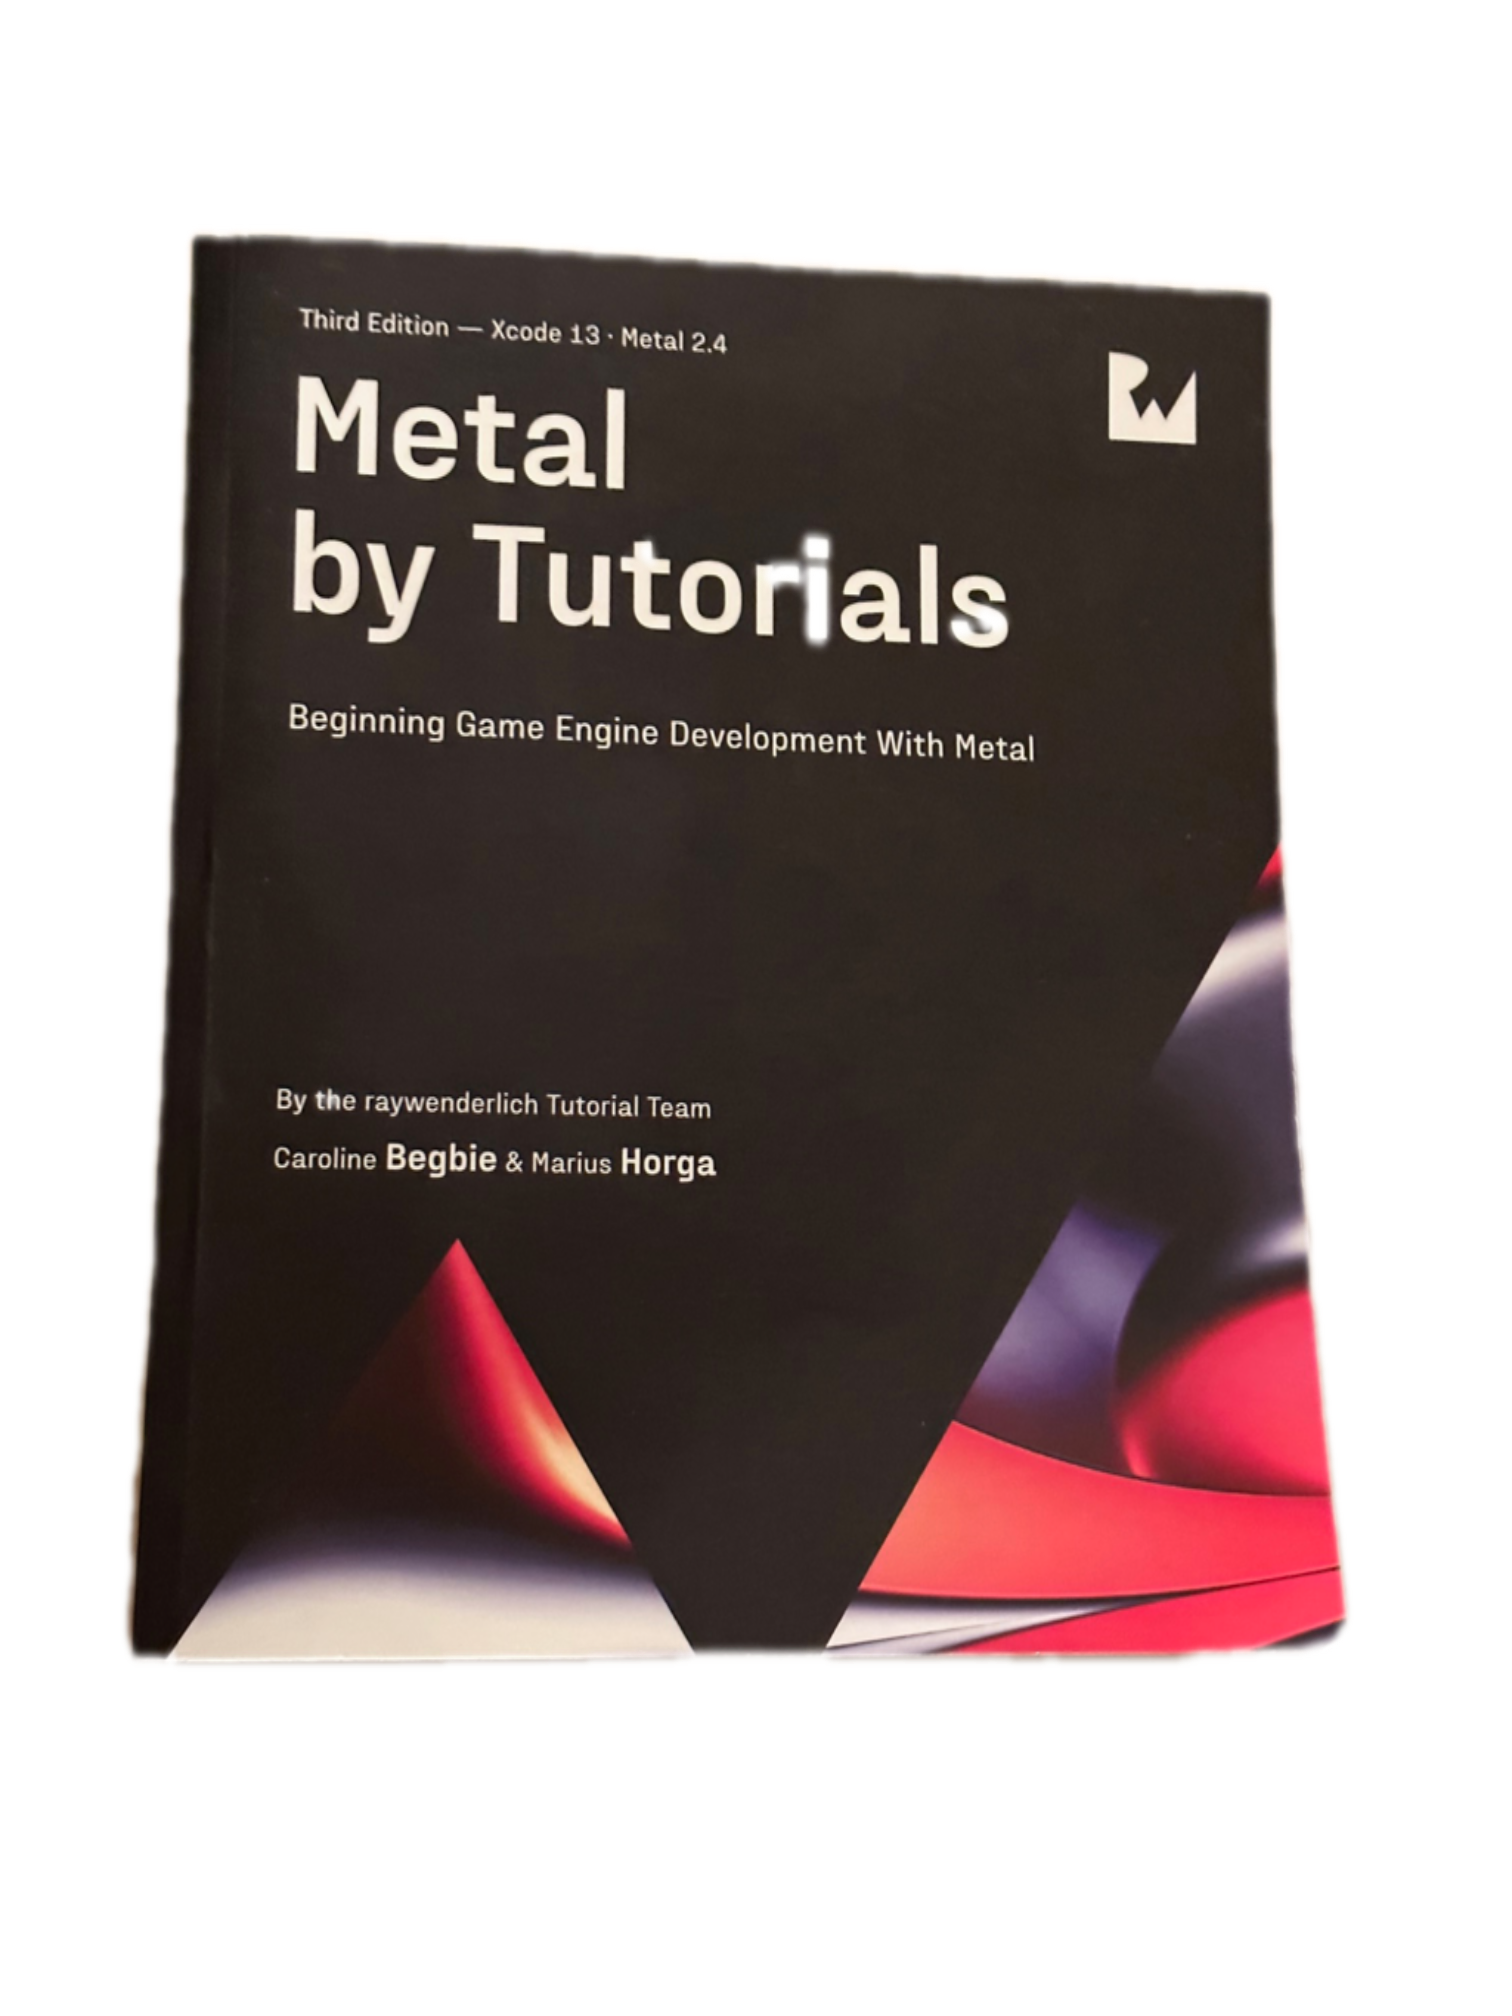 Third Edition — Xcode 13 · Metal 2.4
Metal
by Tutorials
Beginning Game Engine Development With Metal
By the raywenderlich Tutorial Team
Caroline Begbie & Marius Horga